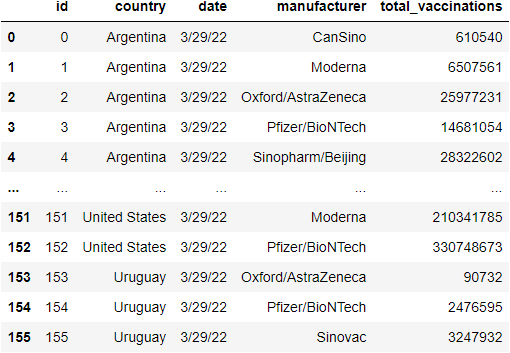 id country date manufacturer total_vaccinations
0 0 Argentina 3/29/22 CanSino 610540
1 1 Argentina 3/29/22 Moderna 6507561
2 2 Argentina 3/29/22 Oxford/AstraZeneca 25977231
3 3 Argentina 3/29/22 Pfizer/BioNTech 14681054
4 4 Argentina 3/29/22 Sinopharm/Beijing 28322602
... ... ... ... ... ...
151 151 United States 3/29/22 Moderna 210341785
152 152 United States 3/29/22 Pfizer/BioNTech 330748673
153 153 Uruguay 3/29/22 Oxford/AstraZeneca 90732
154 154 Uruguay 3/29/22 Pfizer/BioNTech 2476595
155 155 Uruguay 3/29/22 Sinovac 3247932